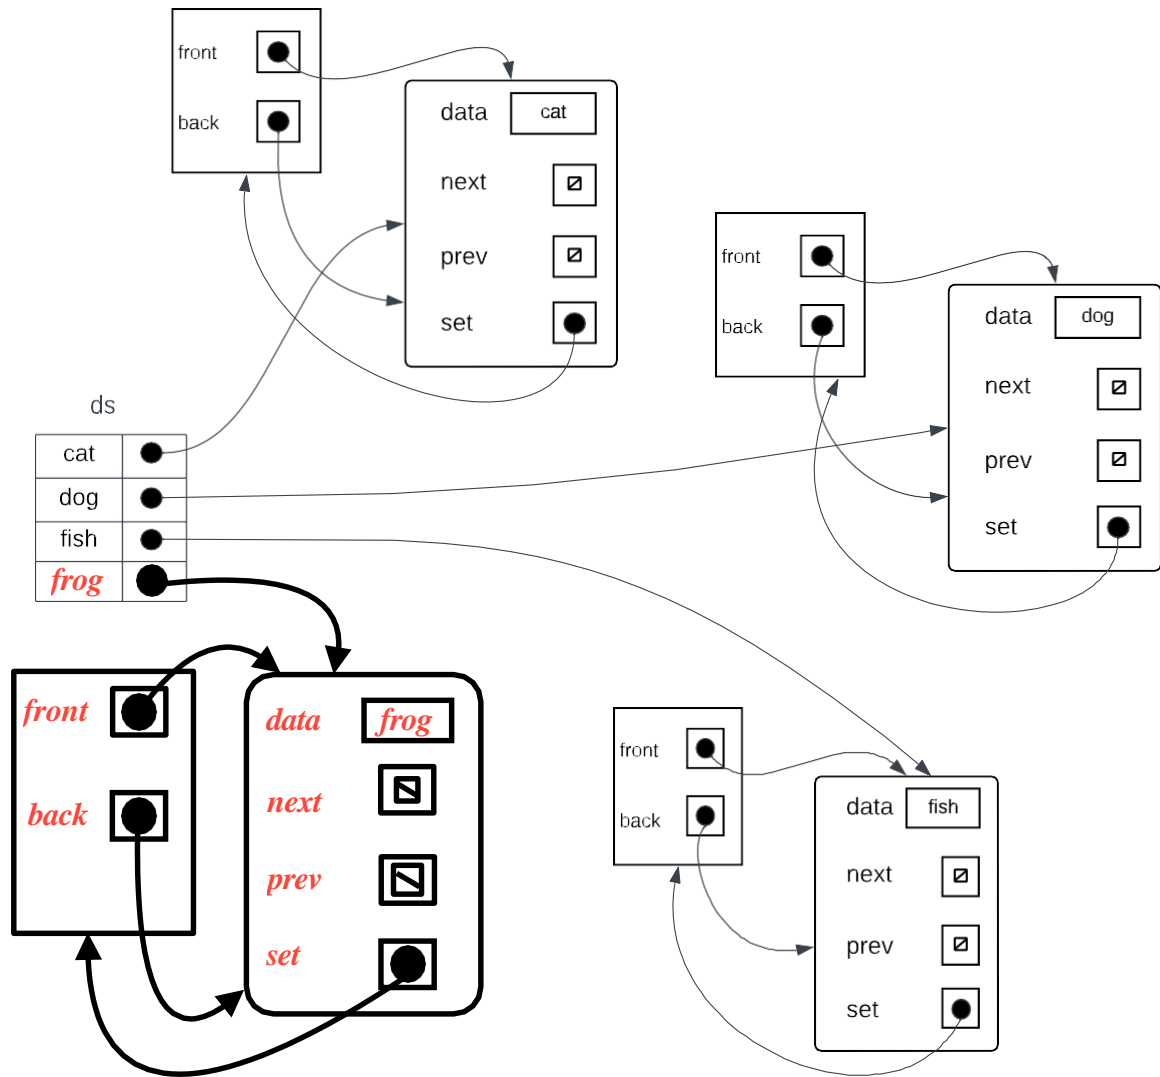 front
back
data cat
next
prev
set
front
back
data dog
next
prev
set
ds
cat
dog
fish
frog
front
back
data frog
next
prev
set
front
back
data fish
next
prev
set